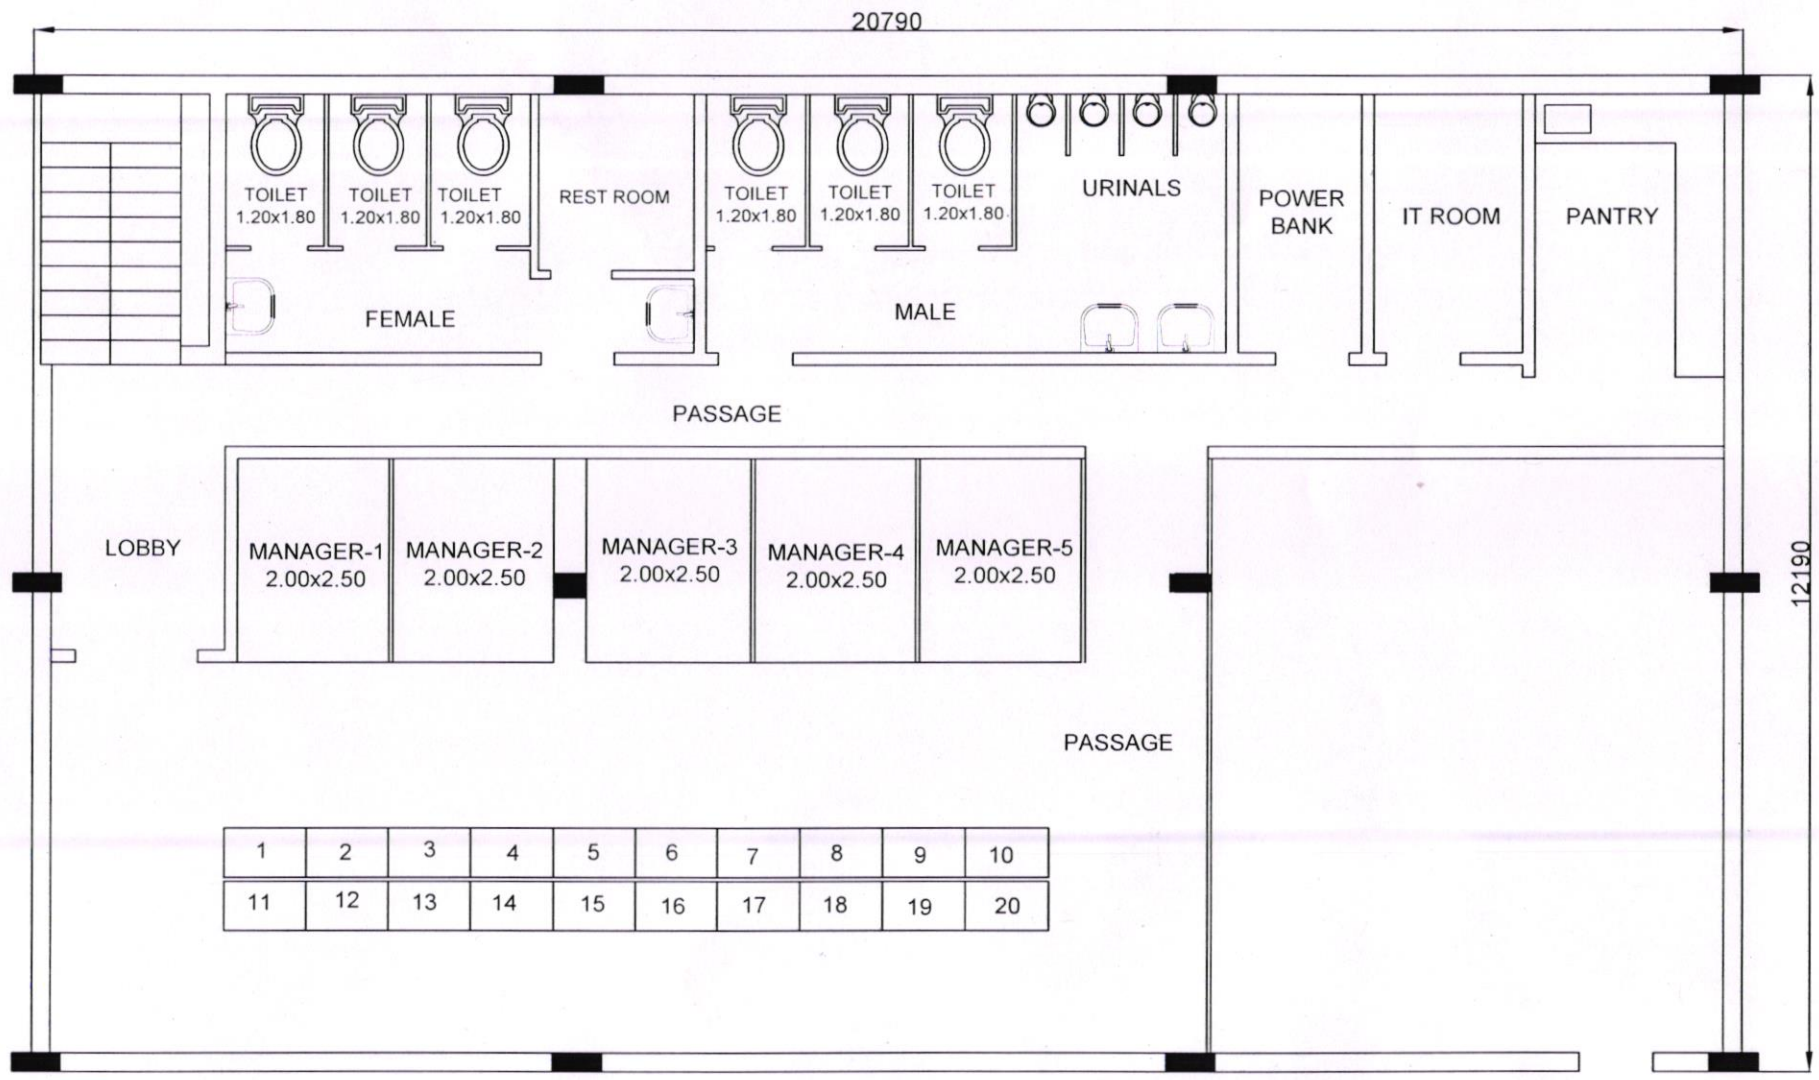 20790
TOILET
1.20x1.80
TOILET
1.20x1.80
TOILET
1.20x1.80
REST ROOM
TOILET
1.20x1.80
TOILET
1.20x1.80
TOILET
1.20x1.80
URINALS
POWER
BANK
IT ROOM
PANTRY
FEMALE
MALE
PASSAGE
LOBBY
MANAGER-1
2.00x2.50
MANAGER-2
2.00x2.50
MANAGER-3
2.00x2.50
MANAGER-4
2.00x2.50
MANAGER-5
2.00x2.50
12190
PASSAGE
1 2 3 4 5 6 7 8 9 10
11 12 13 14 15 16 17 18 19 20